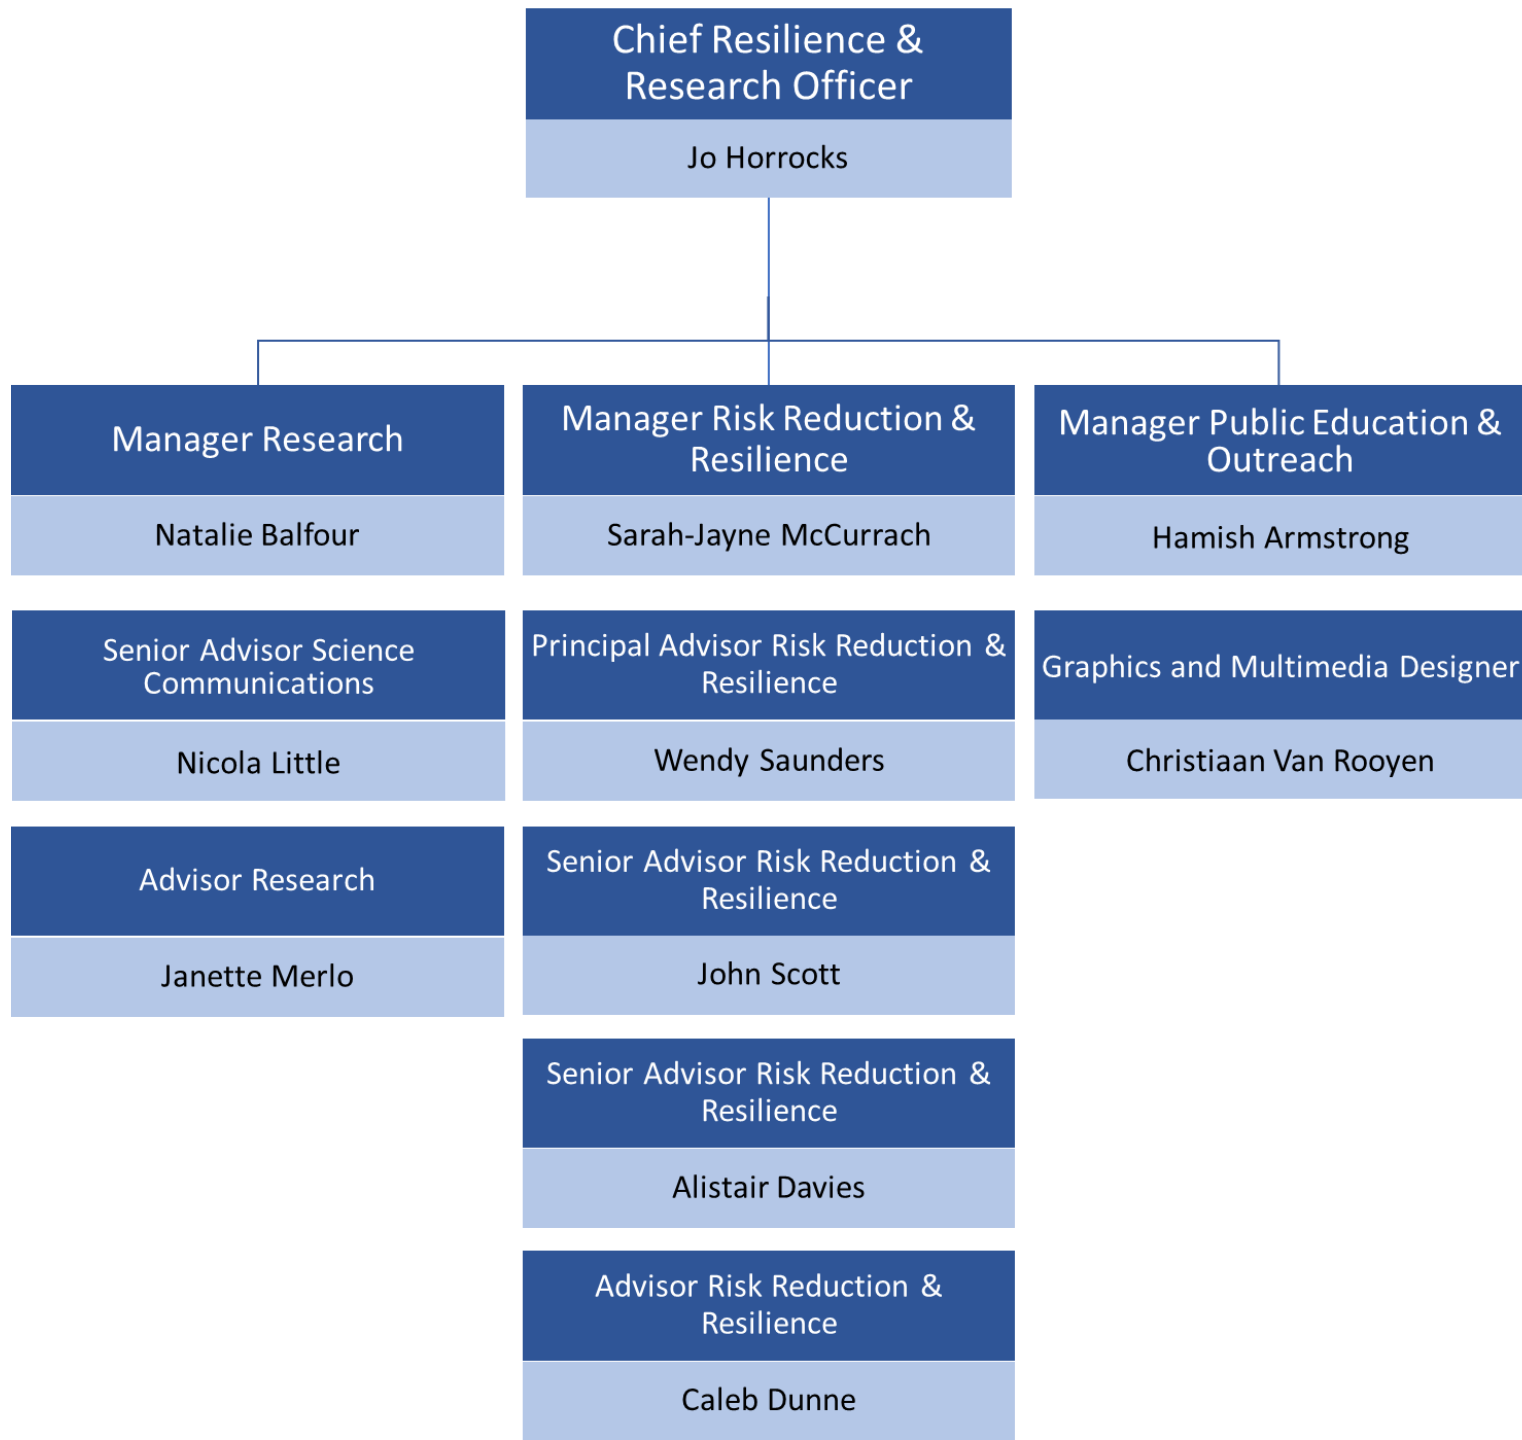 Chief Resilience &
Research Officer
Jo Horrocks
Manager Research
Natalie Balfour
Manager Risk Reduction &
Resilience
Sarah-Jayne McCurrach
Manager Public Education &
Outreach
Hamish Armstrong
Senior Advisor Science
Communications
Nicola Little
Principal Advisor Risk Reduction &
Resilience
Wendy Saunders
Graphics and Multimedia Designer
Christiaan Van Rooyen
Advisor Research
Janette Merlo
Senior Advisor Risk Reduction &
Resilience
John Scott
Senior Advisor Risk Reduction &
Resilience
Alistair Davies
Advisor Risk Reduction &
Resilience
Caleb Dunne